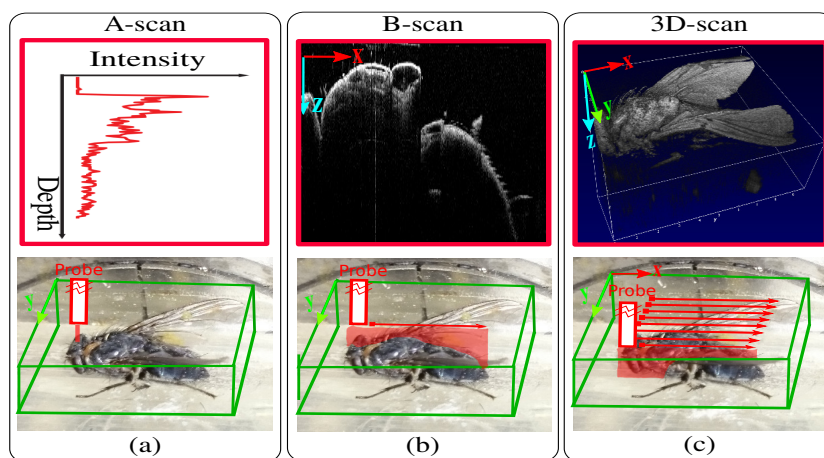 A-scan
B-scan
3D-scan
Intensity
Depth
X
Z
x
y
z
Probe
Y
Probe
Y
x
Probe
Y
(a)
(b)
(c)